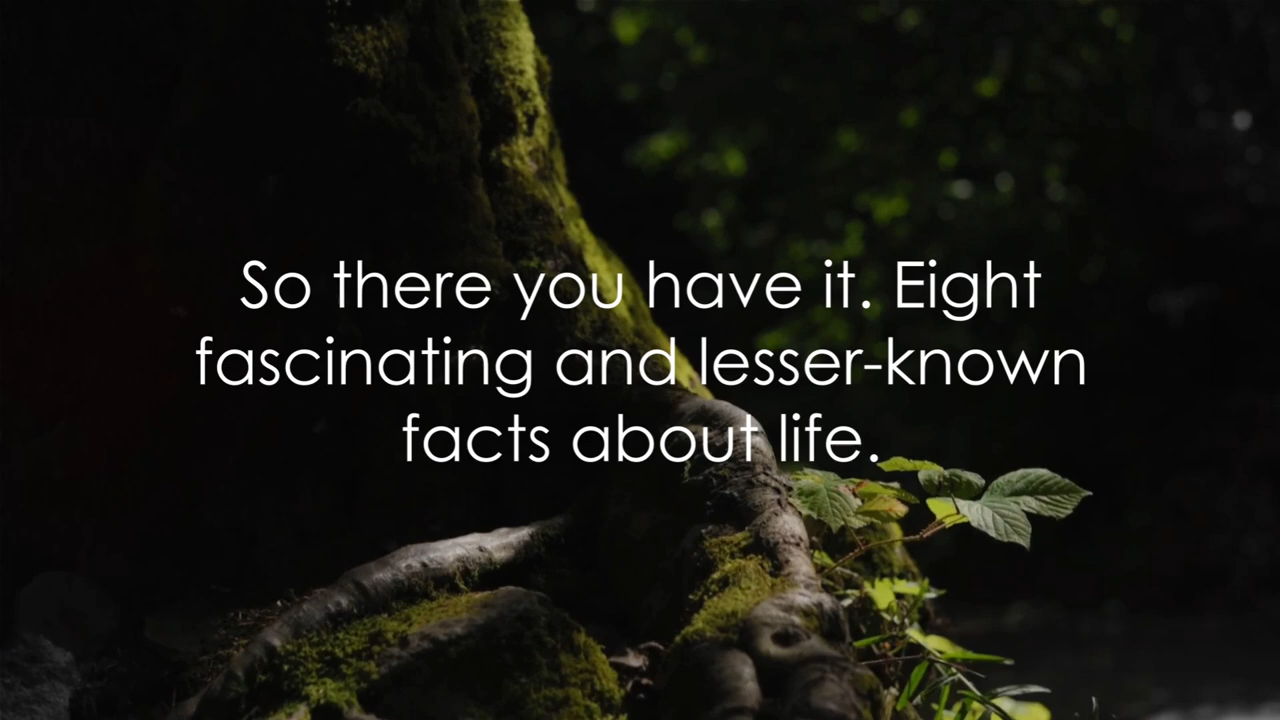 So there you have it. Eight
fascinating and lesser-known
facts about life.